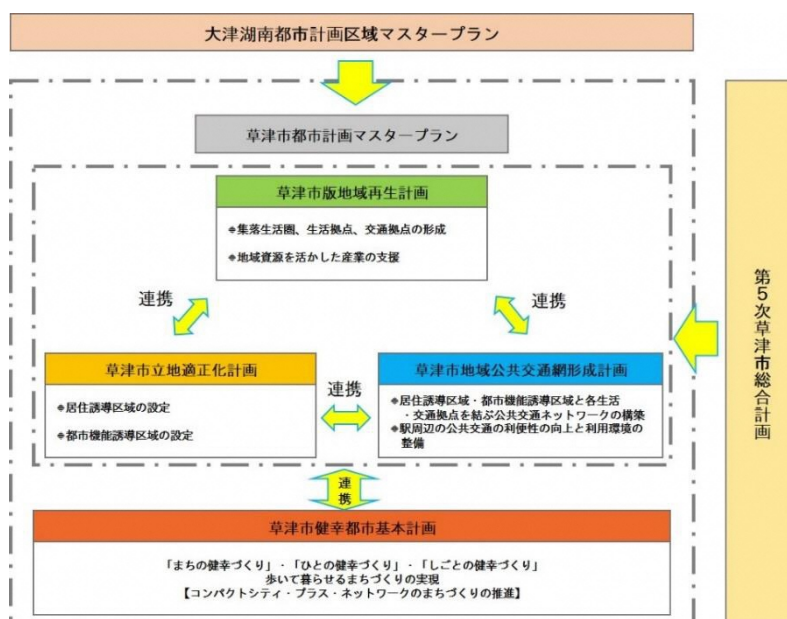 大津湖南都市計画区域マスタープラン
草津市都市計画マスタープラン
草津市版地域再生計画
◆集落生活圏、生活拠点、交通拠点の形成
◆地域資源を活かした産業の支援
連携
連携
草津市立地適正化計画
◆居住誘導区域の設定
◆都市機能誘導区域の設定
連携
草津市地域公共交通網形成計画
◆居住誘導区域・都市機能誘導区域と各生活
・交通拠点を結ぶ公共交通ネットワークの構築
◆駅周辺の公共交通の利便性の向上と利用環境の
整備
連携
草津市健幸都市基本計画
「まちの健幸づくり」・「ひとの健幸づくり」・「しごとの健幸づくり」
歩いて暮らせるまちづくりの実現
【コンパクトシティ・プラス・ネットワークのまちづくりの推進】
第5次草津市総合計画